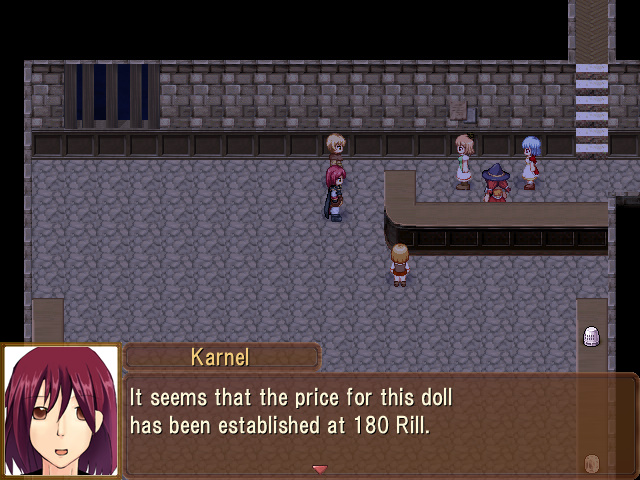 Karnel
It seems that the price for this doll
has been established at 180 Rill.